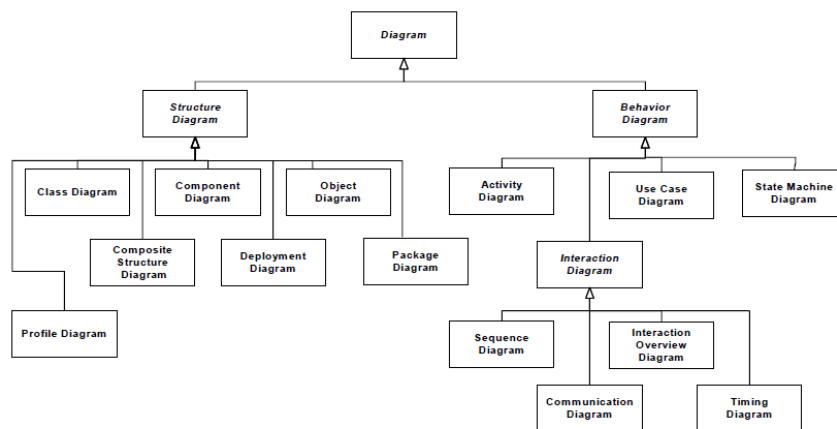 Diagram
Structure
Diagram
Behavior
Diagram
Class Diagram
Component
Diagram
Object
Diagram
Activity
Diagram
Use Case
Diagram
State Machine
Diagram
Composite
Structure
Diagram
Deployment
Diagram
Package
Diagram
Interaction
Diagram
Profile Diagram
Sequence
Diagram
Interaction
Overview
Diagram
Communication
Diagram
Timing
Diagram